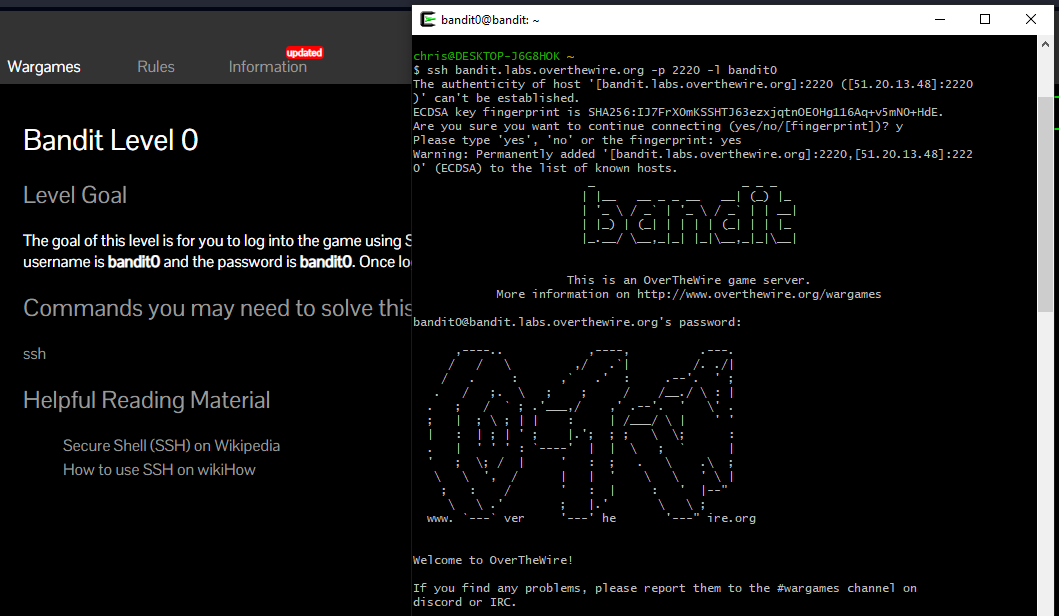 Wargames
Rules
updated
Information
Bandit Level 0
Level Goal
The goal of this level is for you to log into the game using S
username is bandit0 and the password is bandit0. Once lo
Commands you may need to solve this
ssh
Helpful Reading Material
Secure Shell (SSH) on Wikipedia
How to use SSH on wikiHow
bandit0@bandit: ~
chris@DESKTOP-J6G8HOK ~
$ ssh bandit.labs.overthewire.org -p 2220 -l bandit0
The authenticity of host '[bandit.labs.overthewire.org]:2220 ([51.20.13.48]:2220
)' can't be established.
ECDSA key fingerprint is SHA256:IJ7FrX0mKSSHTJ63ezxjqtnOEOHg116Aq+v5mN0+HdE.
Are you sure you want to continue connecting (yes/no/[fingerprint])? y
Please type 'yes', 'no' or the fingerprint: yes
Warning: Permanently added '[bandit.labs.overthewire.org]:2220,[51.20.13.48]:222
0' (ECDSA) to the list of known hosts.
bandit
This is an OverTheWire game server.
More information on http://www.overthewire.org/wargames
bandit0@bandit.labs.overthewire.org's password:
www. ver he ire.org
Welcome to OverTheWire!
If you find any problems, please report them to the #wargames channel on
discord or IRC.